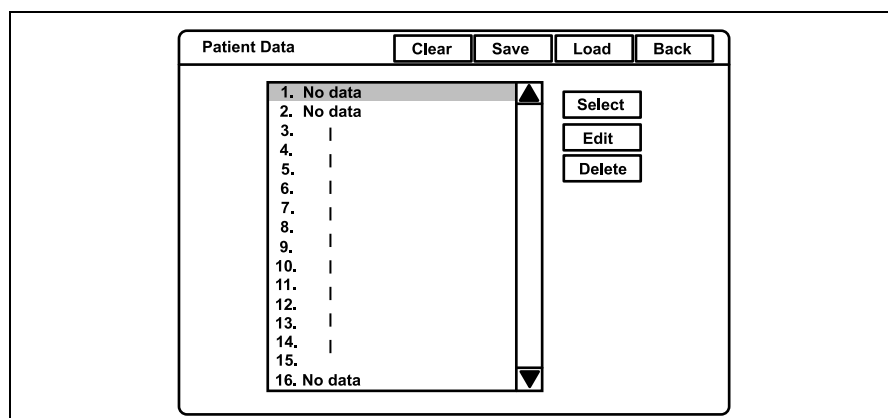 Patient Data Clear Save Load Back
1. No data
2. No data
3.
4.
5.
6.
7.
8.
9.
10.
11.
12.
13.
14.
15.
16. No data
Select
Edit
Delete